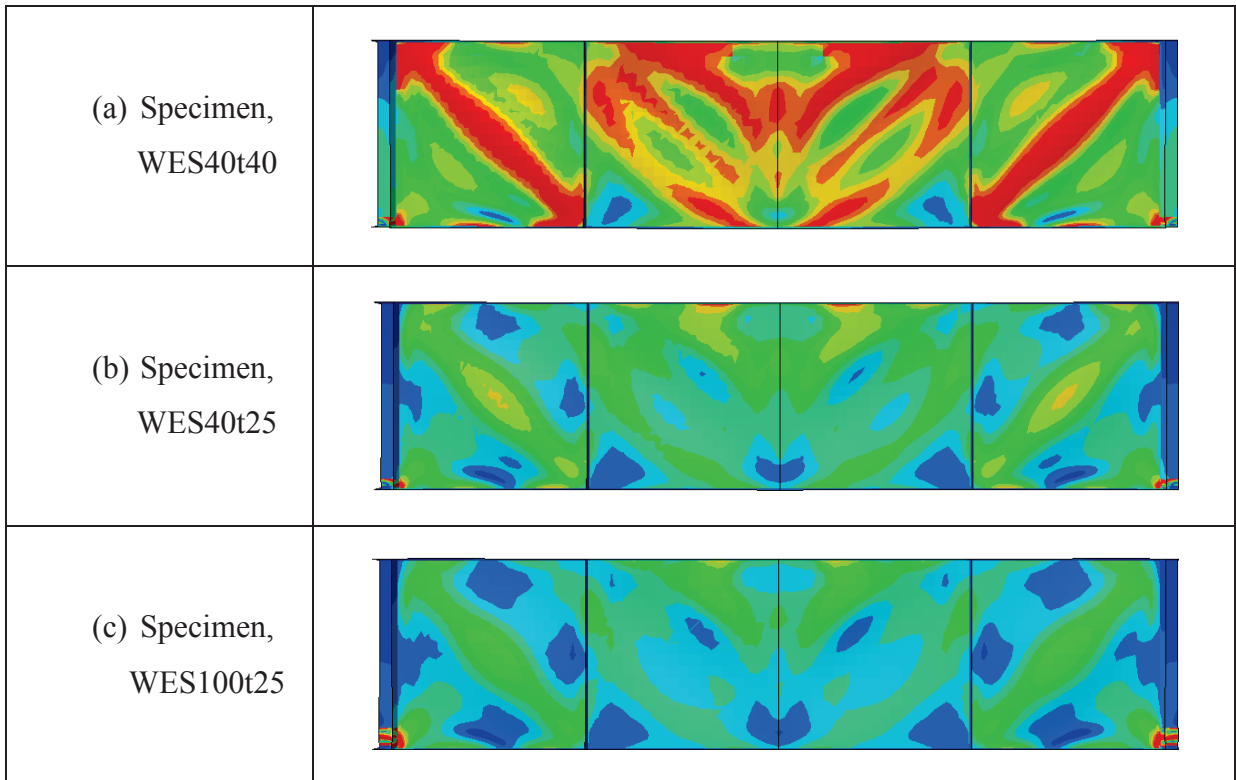 (a) Specimen,
WES40t40
(b) Specimen,
WES40t25
(c) Specimen,
WES100t25